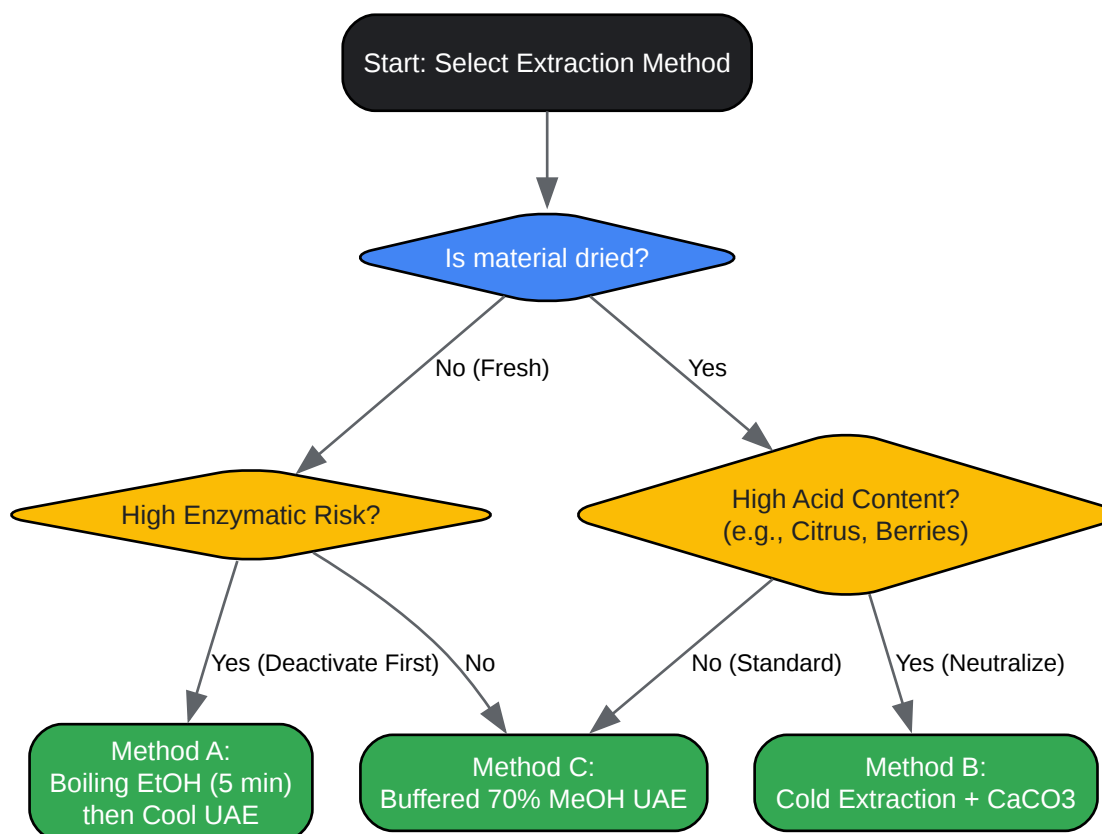 Start: Select Extraction Method
Is material dried?
No (Fresh)
Yes
High Enzymatic Risk?
High Acid Content?
(e.g., Citrus, Berries)
Yes (Deactivate First)
No
No (Standard)
Yes (Neutralize)
Method A:
Boiling EtOH (5 min)
then Cool UAE
Method C:
Buffered 70% MeOH UAE
Method B:
Cold Extraction + CaCO3